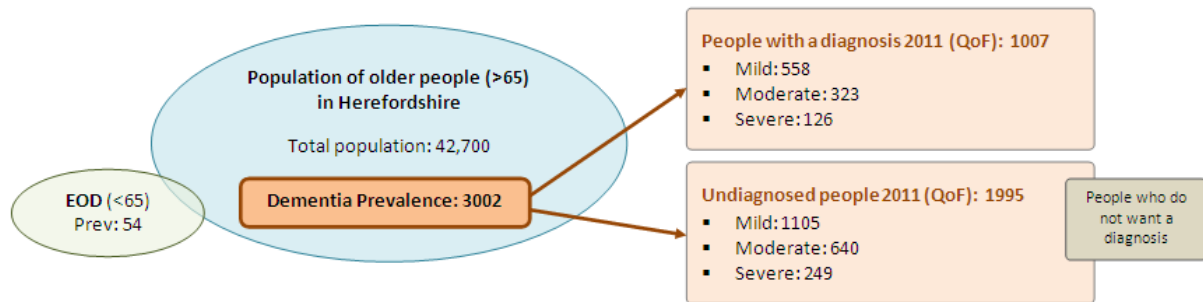 Population of older people (>65)
in Herefordshire
Total population: 42,700
Dementia Prevalence: 3002
EOD (<65)
Prev: 54
People with a diagnosis 2011 (QoF): 1007
▪ Mild: 558
▪ Moderate: 323
▪ Severe: 126
Undiagnosed people 2011 (QoF): 1995
▪ Mild: 1105
▪ Moderate: 640
▪ Severe: 249
People who do
not want a
diagnosis